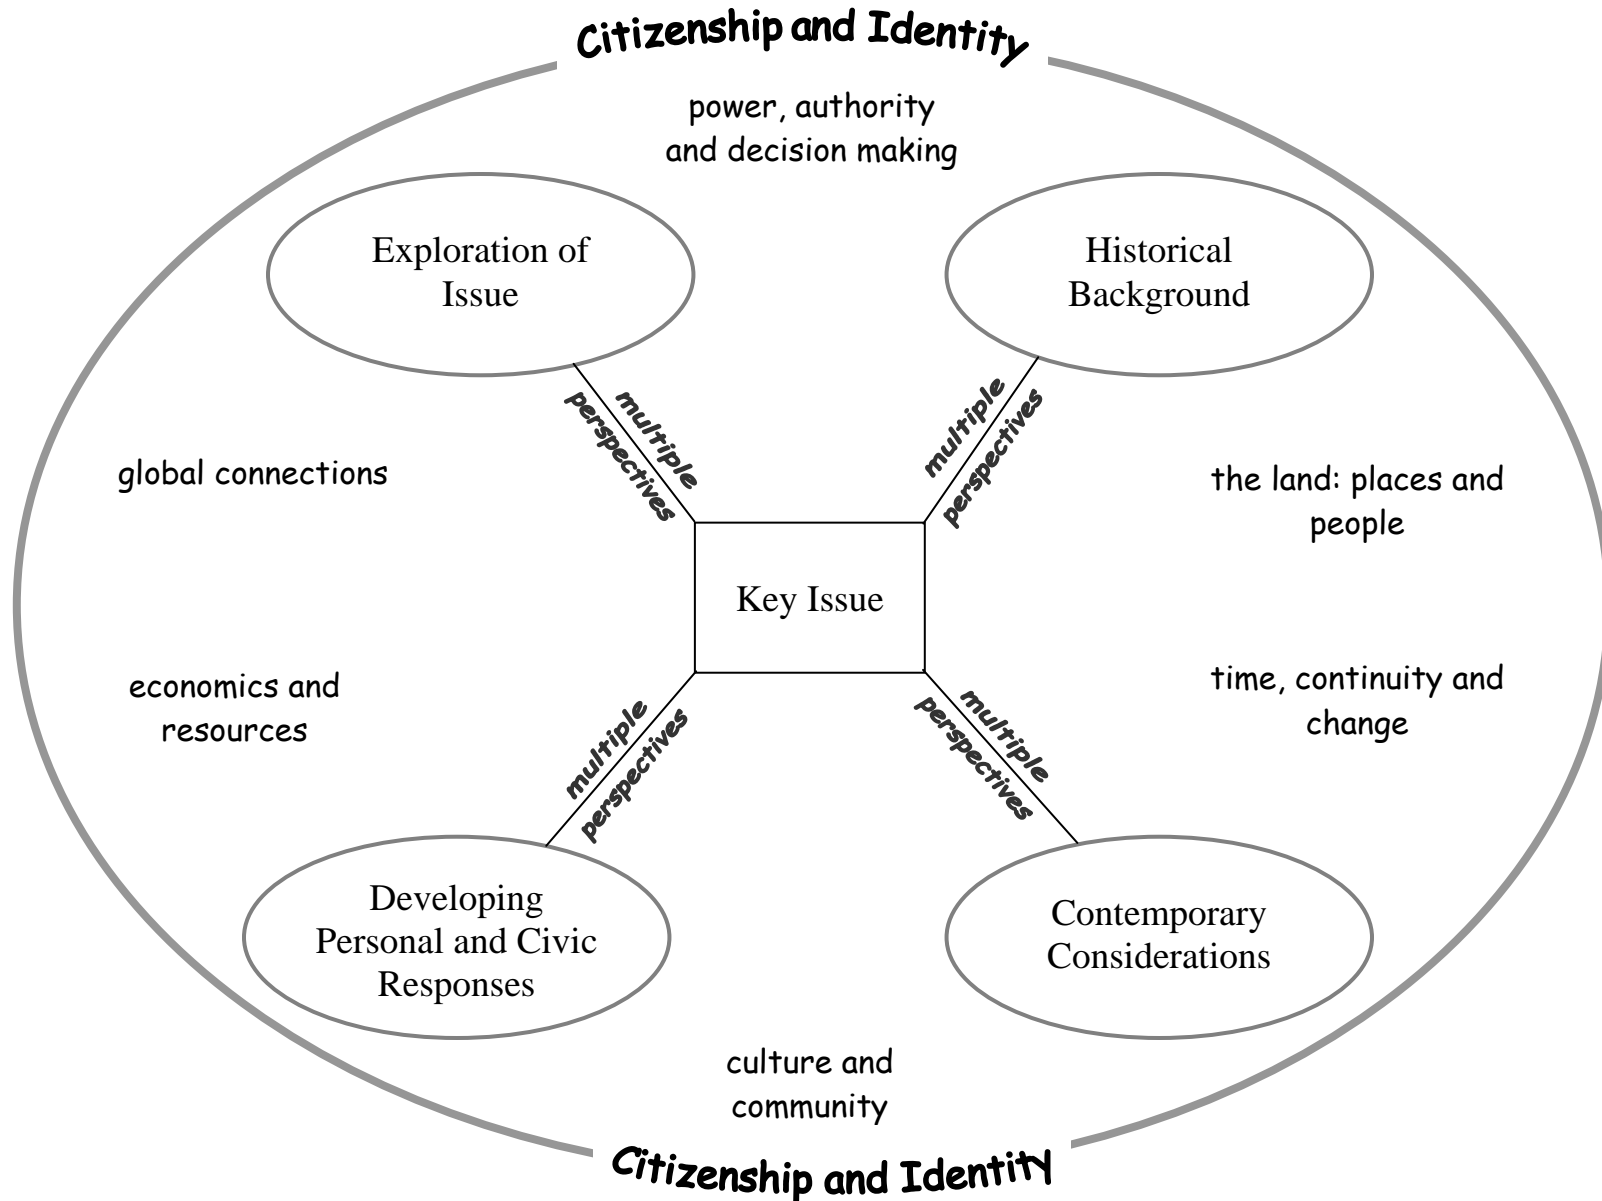 Citizenship and Identity
power, authority
and decision making
Exploration of
Issue
Historical
Background
multiple
perspectives
multiple
perspectives
global connections
the land: places and
people
Key Issue
economics and
resources
time, continuity and
change
multiple
perspectives
multiple
perspectives
Developing
Personal and Civic
Responses
Contemporary
Considerations
culture and
community
Citizenship and Identity